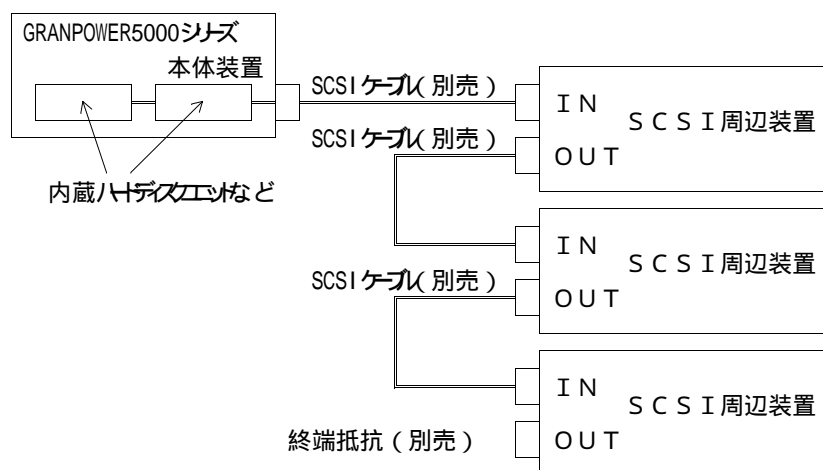 GRANPOWER5000シリーズ
本体装置
SCSIケーブル(別売)
IN
SCSI周辺装置
SCSIケーブル(別売)
OUT
内蔵ハードディスクユニットなど
IN
SCSI周辺装置
SCSIケーブル(別売)
OUT
IN
SCSI周辺装置
終端抵抗(別売)
OUT